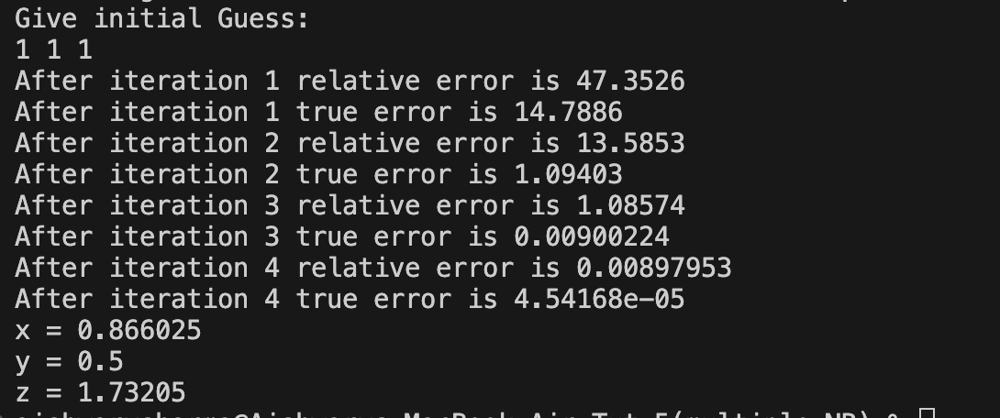 Give initial Guess:
1 1 1
After iteration 1 relative error is 47.3526
After iteration 1 true error is 14.7886
After iteration 2 relative error is 13.5853
After iteration 2 true error is 1.09403
After iteration 3 relative error is 1.08574
After iteration 3 true error is 0.00900224
After iteration 4 relative error is 0.00897953
After iteration 4 true error is 4.54168e-05
x = 0.866025
y = 0.5
z = 1.73205